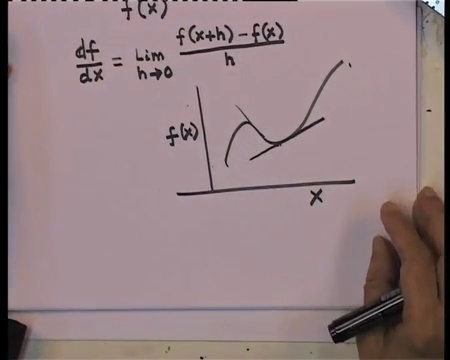 f(x)
df/dx = Lim h→0 f(x+h)-f(x)/h
f(x)
x